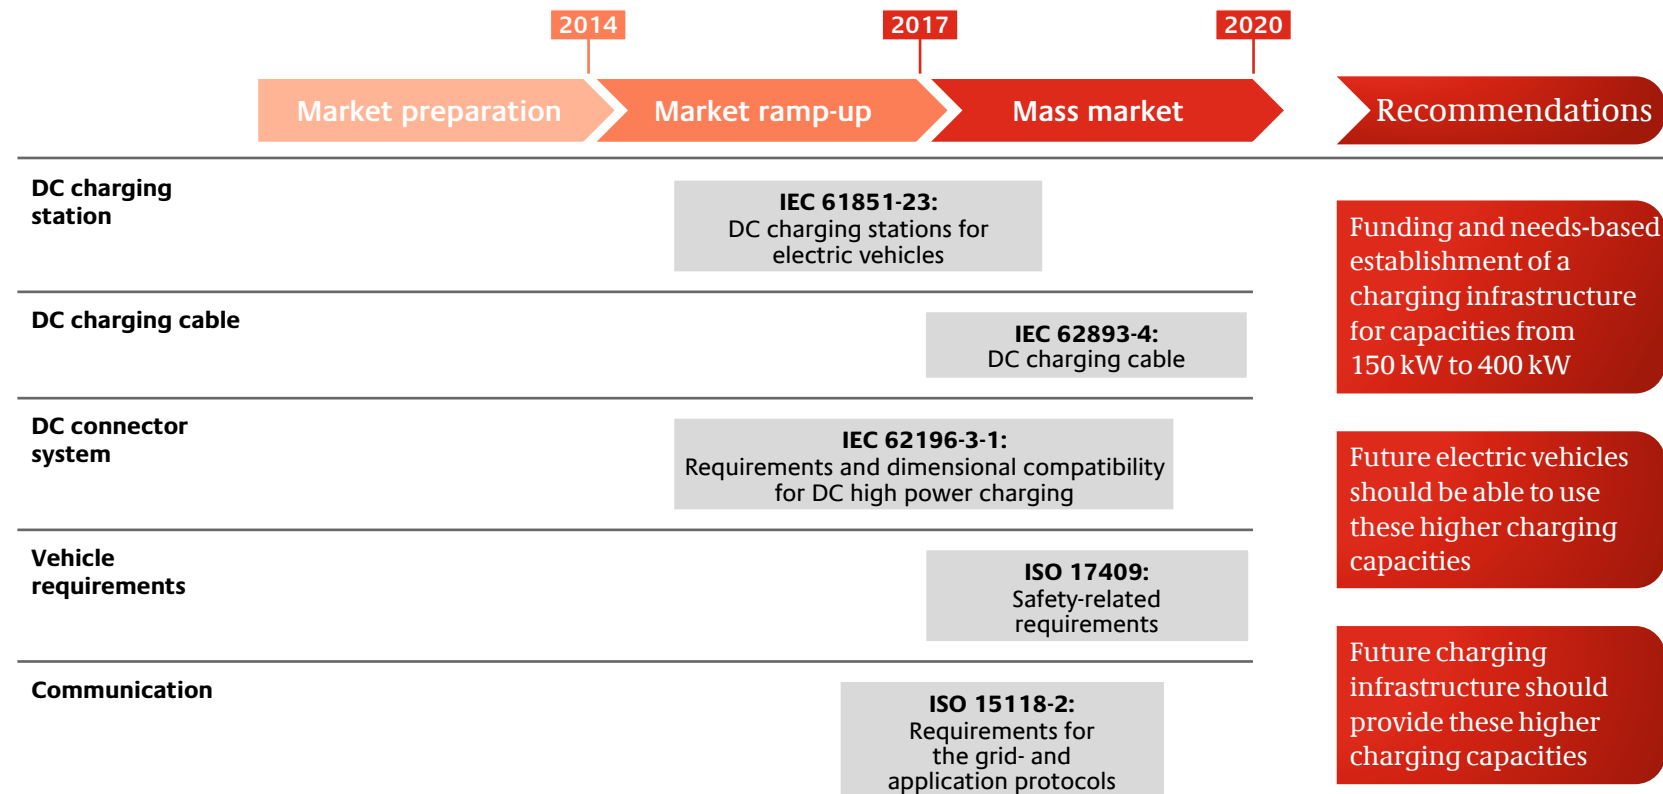 2014
2017
2020
Market preparation
Market ramp-up
Mass market
Recommendations
DC charging
station
IEC 61851-23:
DC charging stations for
electric vehicles
DC charging cable
IEC 62893-4:
DC charging cable
DC connector
system
IEC 62196-3-1:
Requirements and dimensional compatibility
for DC high power charging
Vehicle
requirements
ISO 17409:
Safety-related
requirements
Communication
ISO 15118-2:
Requirements for
the grid- and
application protocols
Funding and needs-based
establishment of a
charging infrastructure
for capacities from
150 kW to 400 kW
Future electric vehicles
should be able to use
these higher charging
capacities
Future charging
infrastructure should
provide these higher
charging capacities